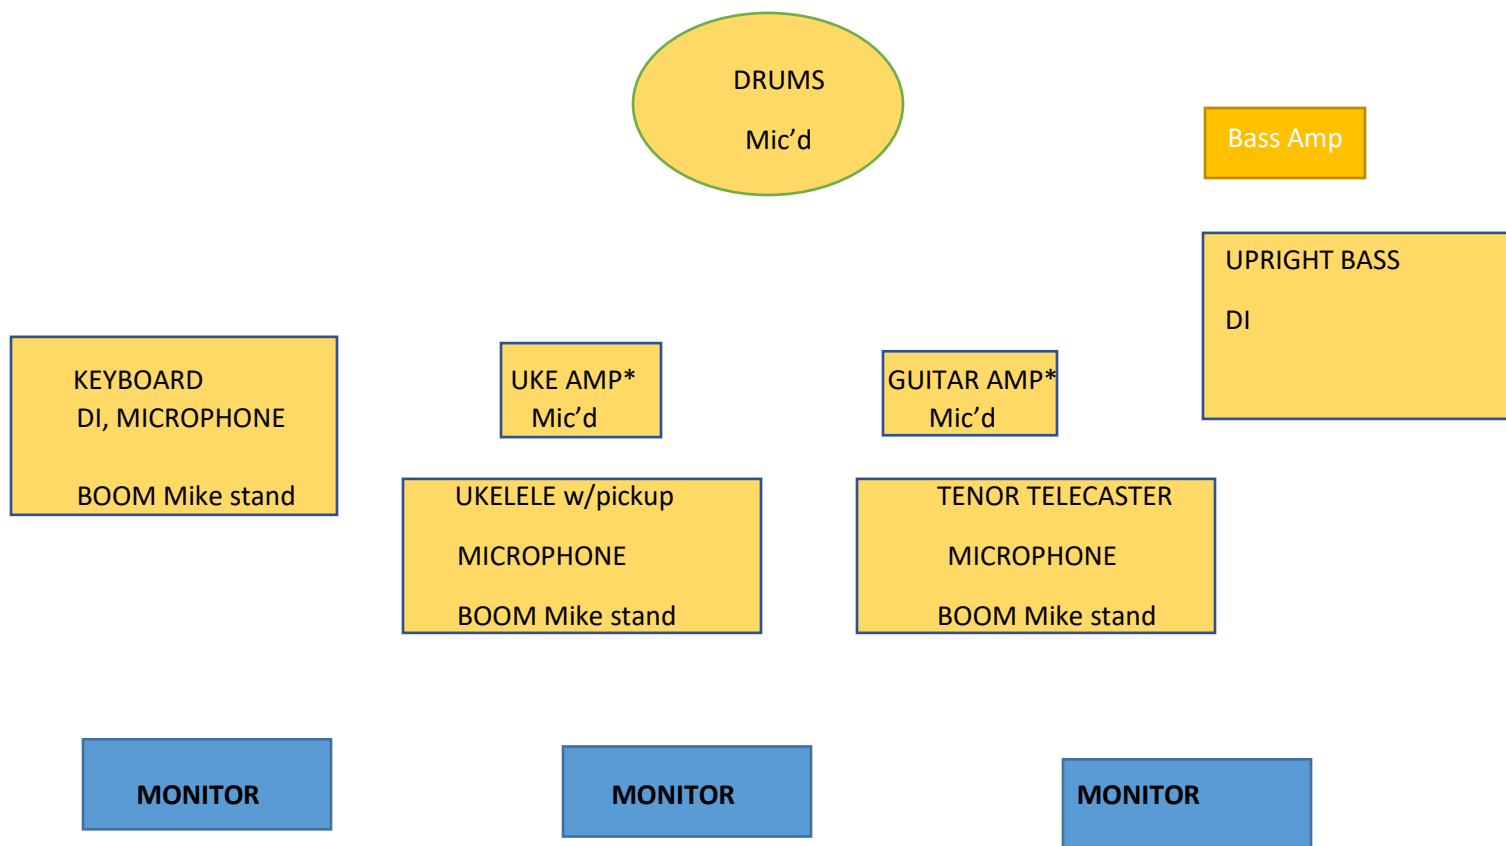 DRUMS
Mic’d
Bass Amp
UPRIGHT BASS
DI
KEYBOARD
DI, MICROPHONE
BOOM Mike stand
UKE AMP*
Mic’d
GUITAR AMP*
Mic’d
UKELELE w/pickup
MICROPHONE
BOOM Mike stand
TENOR TELECASTER
MICROPHONE
BOOM Mike stand
MONITOR
MONITOR
MONITOR